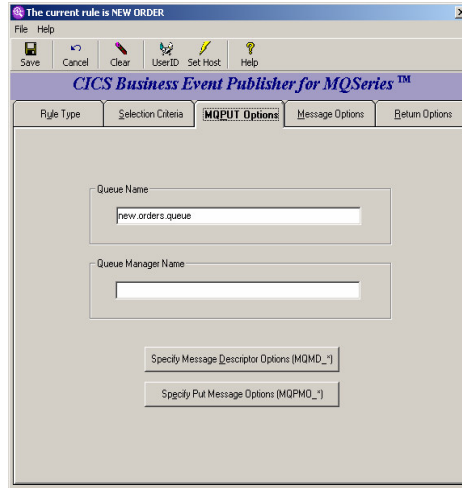 The current rule is NEW ORDER
File Help
Save Cancel Clear UserID Set Host Help
CICS Business Event Publisher for MQSeries ™
Rule Type Selection Criteria MQPUT Options Message Options Return Options
Queue Name
new.orders.queue
Queue Manager Name
Specify Message Descriptor Options (MQMD_*)
Specify Put Message Options (MQPMO_*)